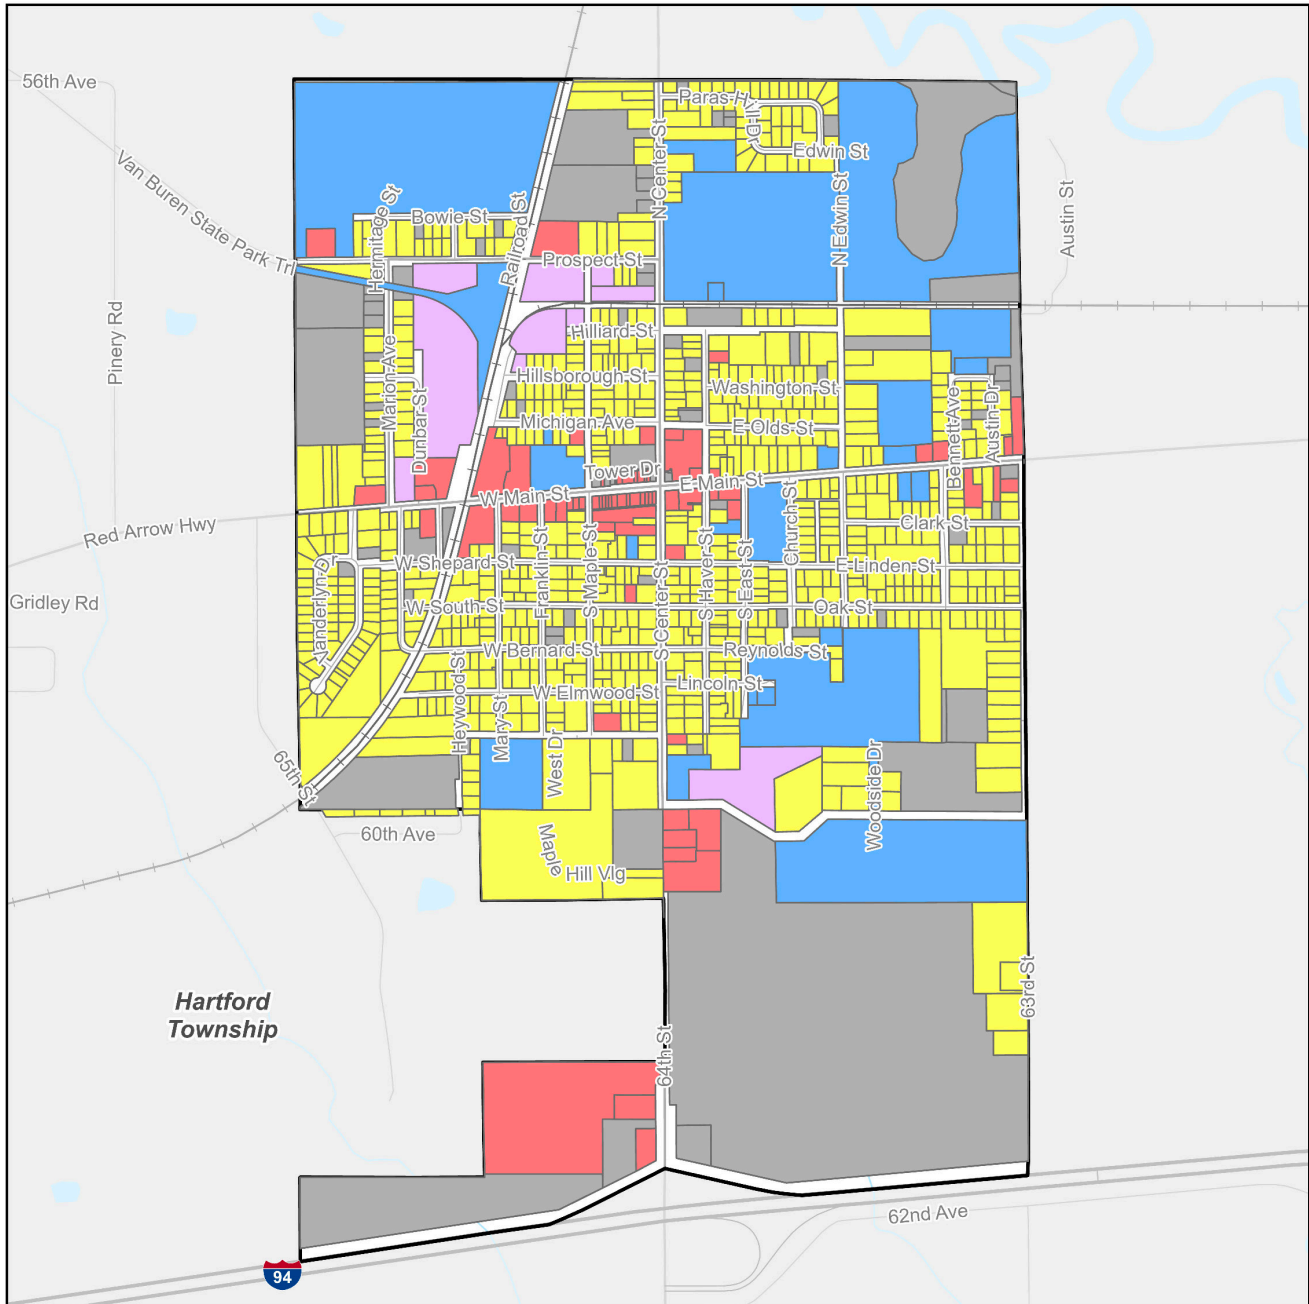 56th Ave
Paras Hill Dr
Edwin St
Van Buren State Park Trl
Hermitage St
Bowie St
Railroad St
N Center St
N Edwin St
Austin St
Prospect St
Pinery Rd
Marion Ave
Dunbar St
Hilliard St
Hillsborough St
Washington St
Michigan Ave
E Olds St
Bennett Ave
Austin Dr
Tower Dr
W Main St
E Main St
Red Arrow Hwy
Church St
Clark St
Gridley Rd
Vanderlyn Dr
W Shepard St
Franklin St
S Maple St
S Center St
S Haver St
S East St
E Linden St
W South St
Oak St
W Bernard St
Reynolds St
Heywood St
Mary St
W Elmwood St
Lincoln St
West Dr
Woodside Dr
65th St
60th Ave
Maple
Hill Vlg
Hartford
Township
63rd St
64th St
62nd Ave
94